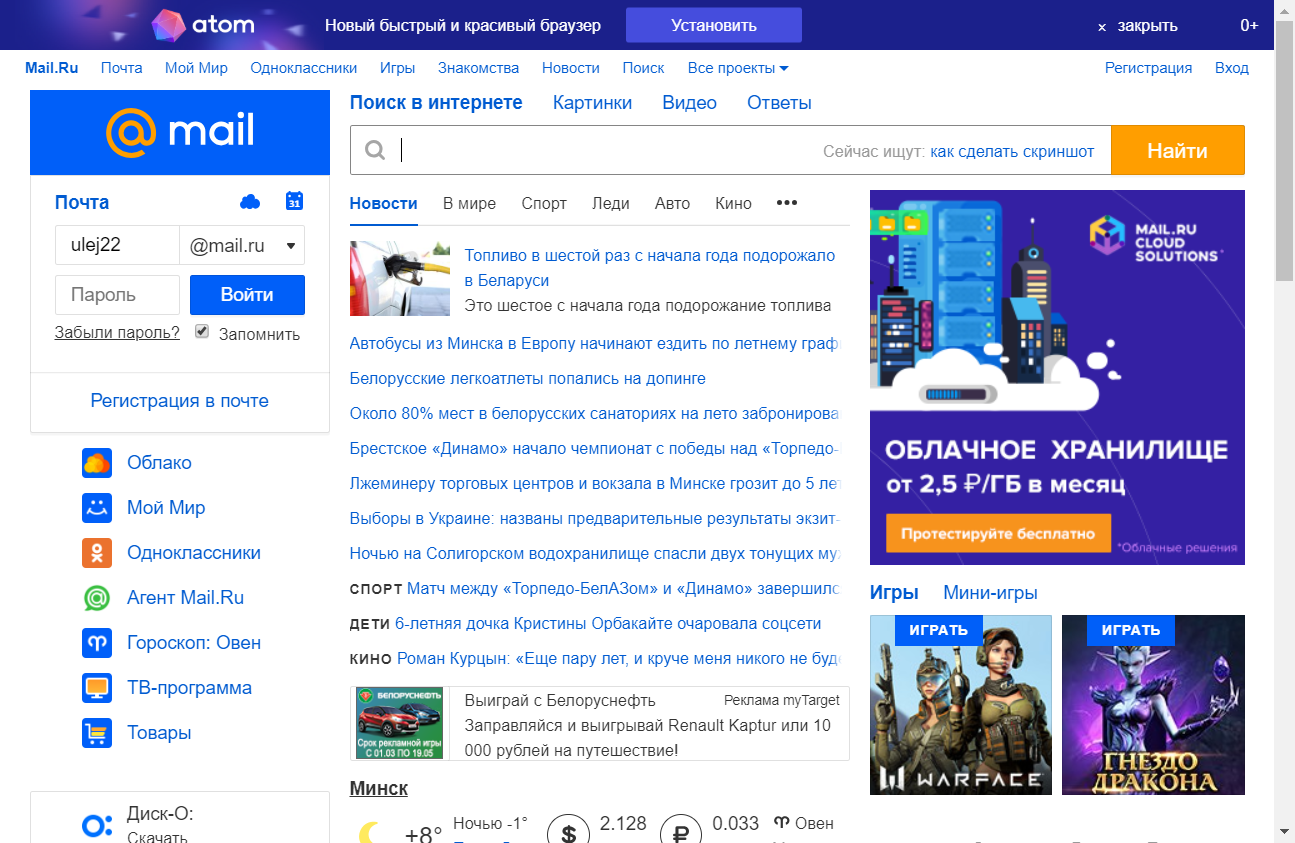 atom
Новый быстрый и красивый браузер
Установить
× закрыть
0+
Mail.Ru Почта Мой Мир Одноклассники Игры Знакомства Новости Поиск Все проекты
Регистрация Вход
@mail
Поиск в интернете Картинки Видео Ответы
Сейчас ищут: как сделать скриншот
Найти
Почта
31
ulej22
@mail.ru
Пароль
Войти
Забыли пароль?
Запомнить
Регистрация в почте
Облако
Мой Мир
Одноклассники
Агент Mail.Ru
Гороскоп: Овен
ТВ-программа
Товары
Диск-О:
Скачать
Новости В мире Спорт Леди Авто Кино •••
Топливо в шестой раз с начала года подорожало
в Беларуси
Это шестое с начала года подорожание топлива
Автобусы из Минска в Европу начинают ездить по летнему граф
Белорусские легкоатлеты попались на допинге
Около 80% мест в белорусских санаториях на лето забронирова
Брестское «Динамо» начало чемпионат с победы над «Торпедо-
Лжеминеру торговых центров и вокзала в Минске грозит до 5 лет
Выборы в Украине: названы предварительные результаты экзит-
Ночью на Солигорском водохранилище спасли двух тонущих му
СПОРТ Матч между «Торпедо-БелАЗом» и «Динамо» завершилс
ДЕТИ 6-летняя дочка Кристины Орбакайте очаровала соцсети
КИНО Роман Курцын: «Еще пару лет, и круче меня никого не буд
БЕЛОРУСНЕФТЬ
Срок рекламной игры
С 01.03 ПО 19.05
Выиграй с Белоруснефть
Реклама myTarget
Заправляйся и выигрывай Renault Kaptur или 10
000 рублей на путешествие!
Минск
+8°
Ночью -1°
$ 2.128
₽ 0.033
Овен
MAIL.RU
CLOUD
SOLUTIONS*
ОБЛАЧНОЕ ХРАНИЛИЩЕ
от 2,5 ₽/ГБ в месяц
Протестируйте бесплатно
*Облачные решения
Игры Мини-игры
ИГРАТЬ
WARFACE
ИГРАТЬ
ГНЕЗДО
ДРАКОНА